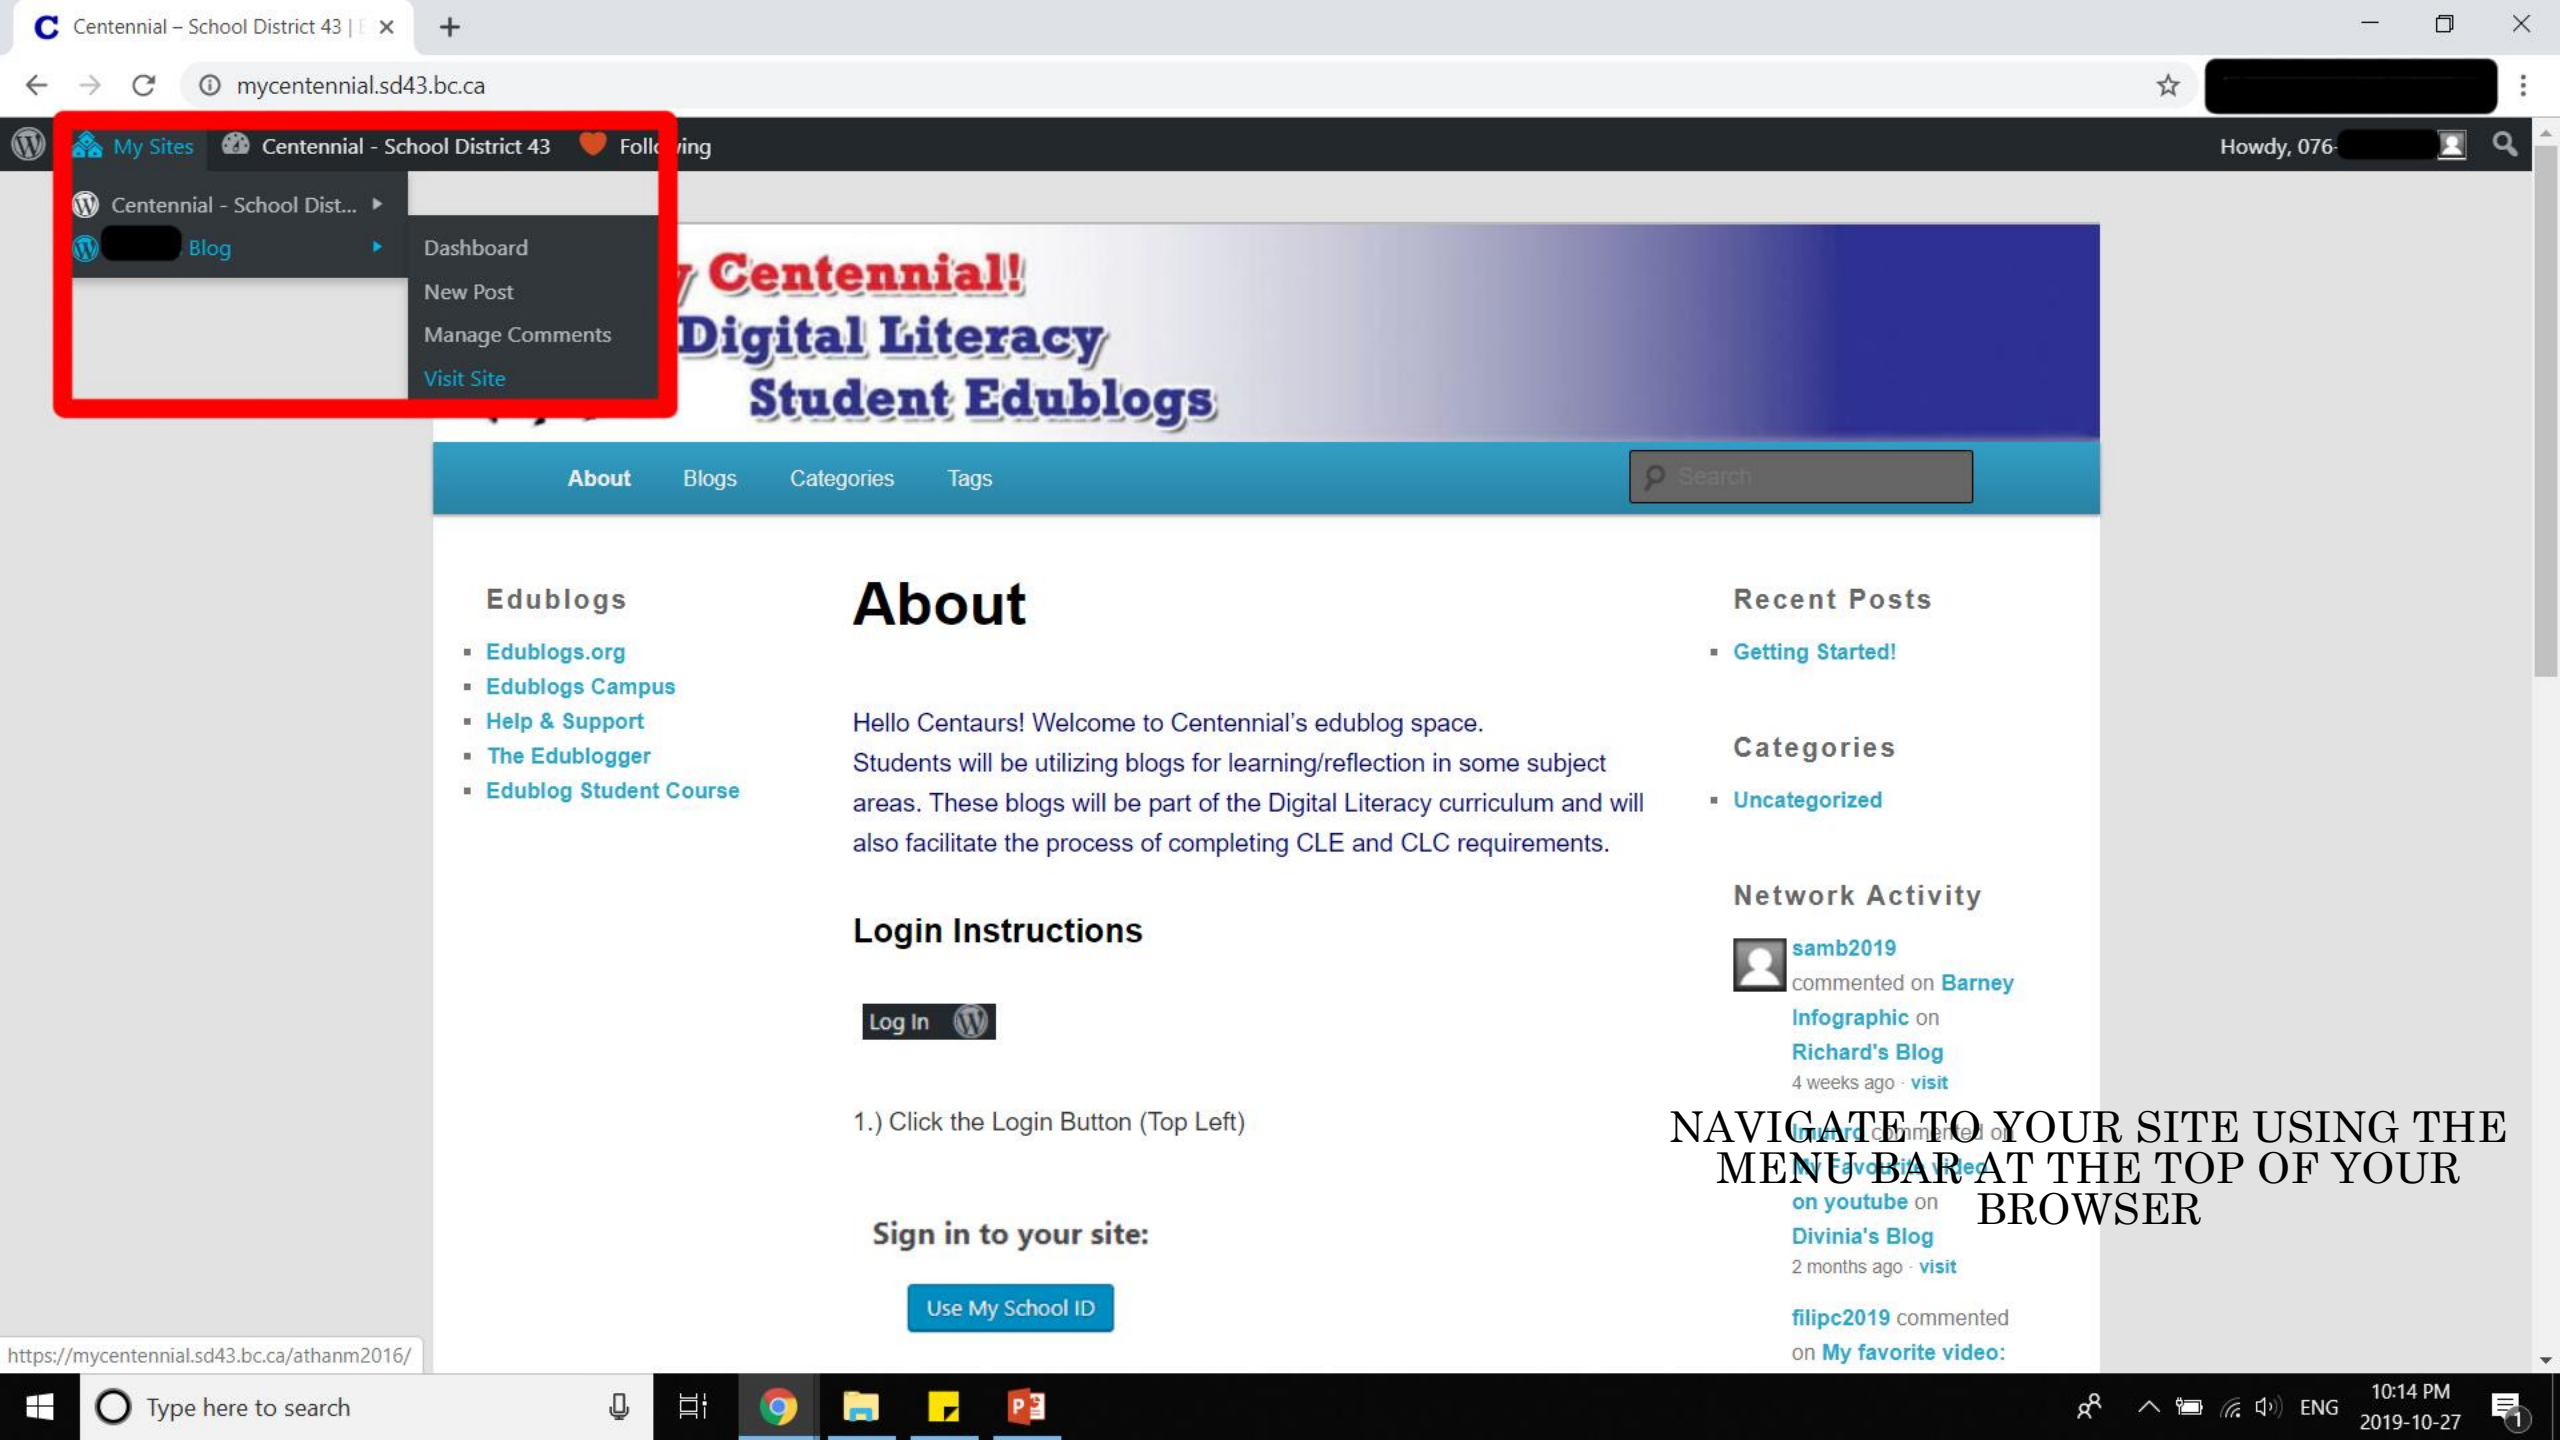 Centennial – School District 43 |
mycentennial.sd43.bc.ca
My Sites Centennial - School District 43 Following
Howdy, 076-
Centennial - School Dist...
Blog
Dashboard
New Post
Manage Comments
Visit Site
Centennial!
Digital Literacy
Student Edublogs
About Blogs Categories Tags
Search
Edublogs
Edublogs.org
Edublogs Campus
Help & Support
The Edublogger
Edublog Student Course
About
Hello Centaurs! Welcome to Centennial’s edublog space.
Students will be utilizing blogs for learning/reflection in some subject
areas. These blogs will be part of the Digital Literacy curriculum and will
also facilitate the process of completing CLE and CLC requirements.
Login Instructions
Log In
1.) Click the Login Button (Top Left)
Sign in to your site:
Use My School ID
Recent Posts
Getting Started!
Categories
Uncategorized
Network Activity
samb2019
commented on Barney
Infographic on
Richard's Blog
4 weeks ago · visit
commented on
My Favourite video
on youtube on
Divinia's Blog
2 months ago · visit
filipc2019 commented
on My favorite video:
NAVIGATE TO YOUR SITE USING THE
MENU BAR AT THE TOP OF YOUR
BROWSER
https://mycentennial.sd43.bc.ca/athanm2016/
Type here to search
ENG
10:14 PM
2019-10-27
1